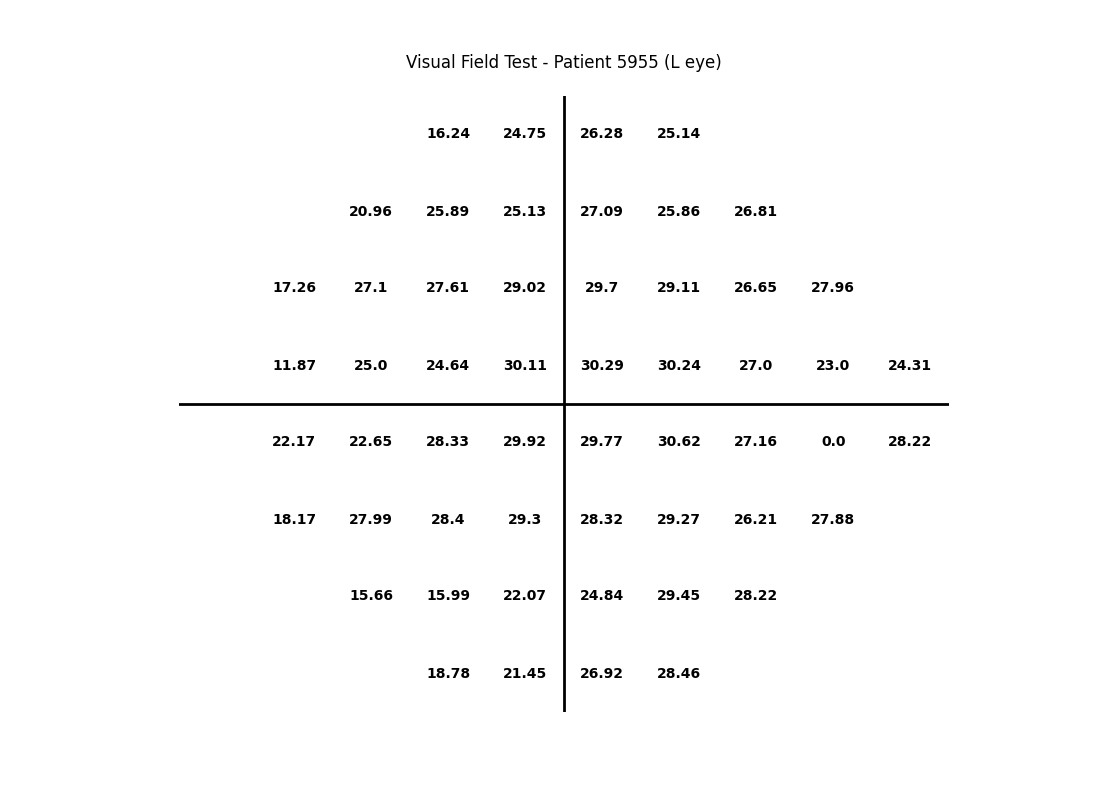 Visual Field Test - Patient 5955 (L eye)
16.24 24.75 26.28 25.14
20.96 25.89 25.13 27.09 25.86 26.81
17.26 27.1 27.61 29.02 29.7 29.11 26.65 27.96
11.87 25.0 24.64 30.11 30.29 30.24 27.0 23.0 24.31
22.17 22.65 28.33 29.92 29.77 30.62 27.16 0.0 28.22
18.17 27.99 28.4 29.3 28.32 29.27 26.21 27.88
15.66 15.99 22.07 24.84 29.45 28.22
18.78 21.45 26.92 28.46